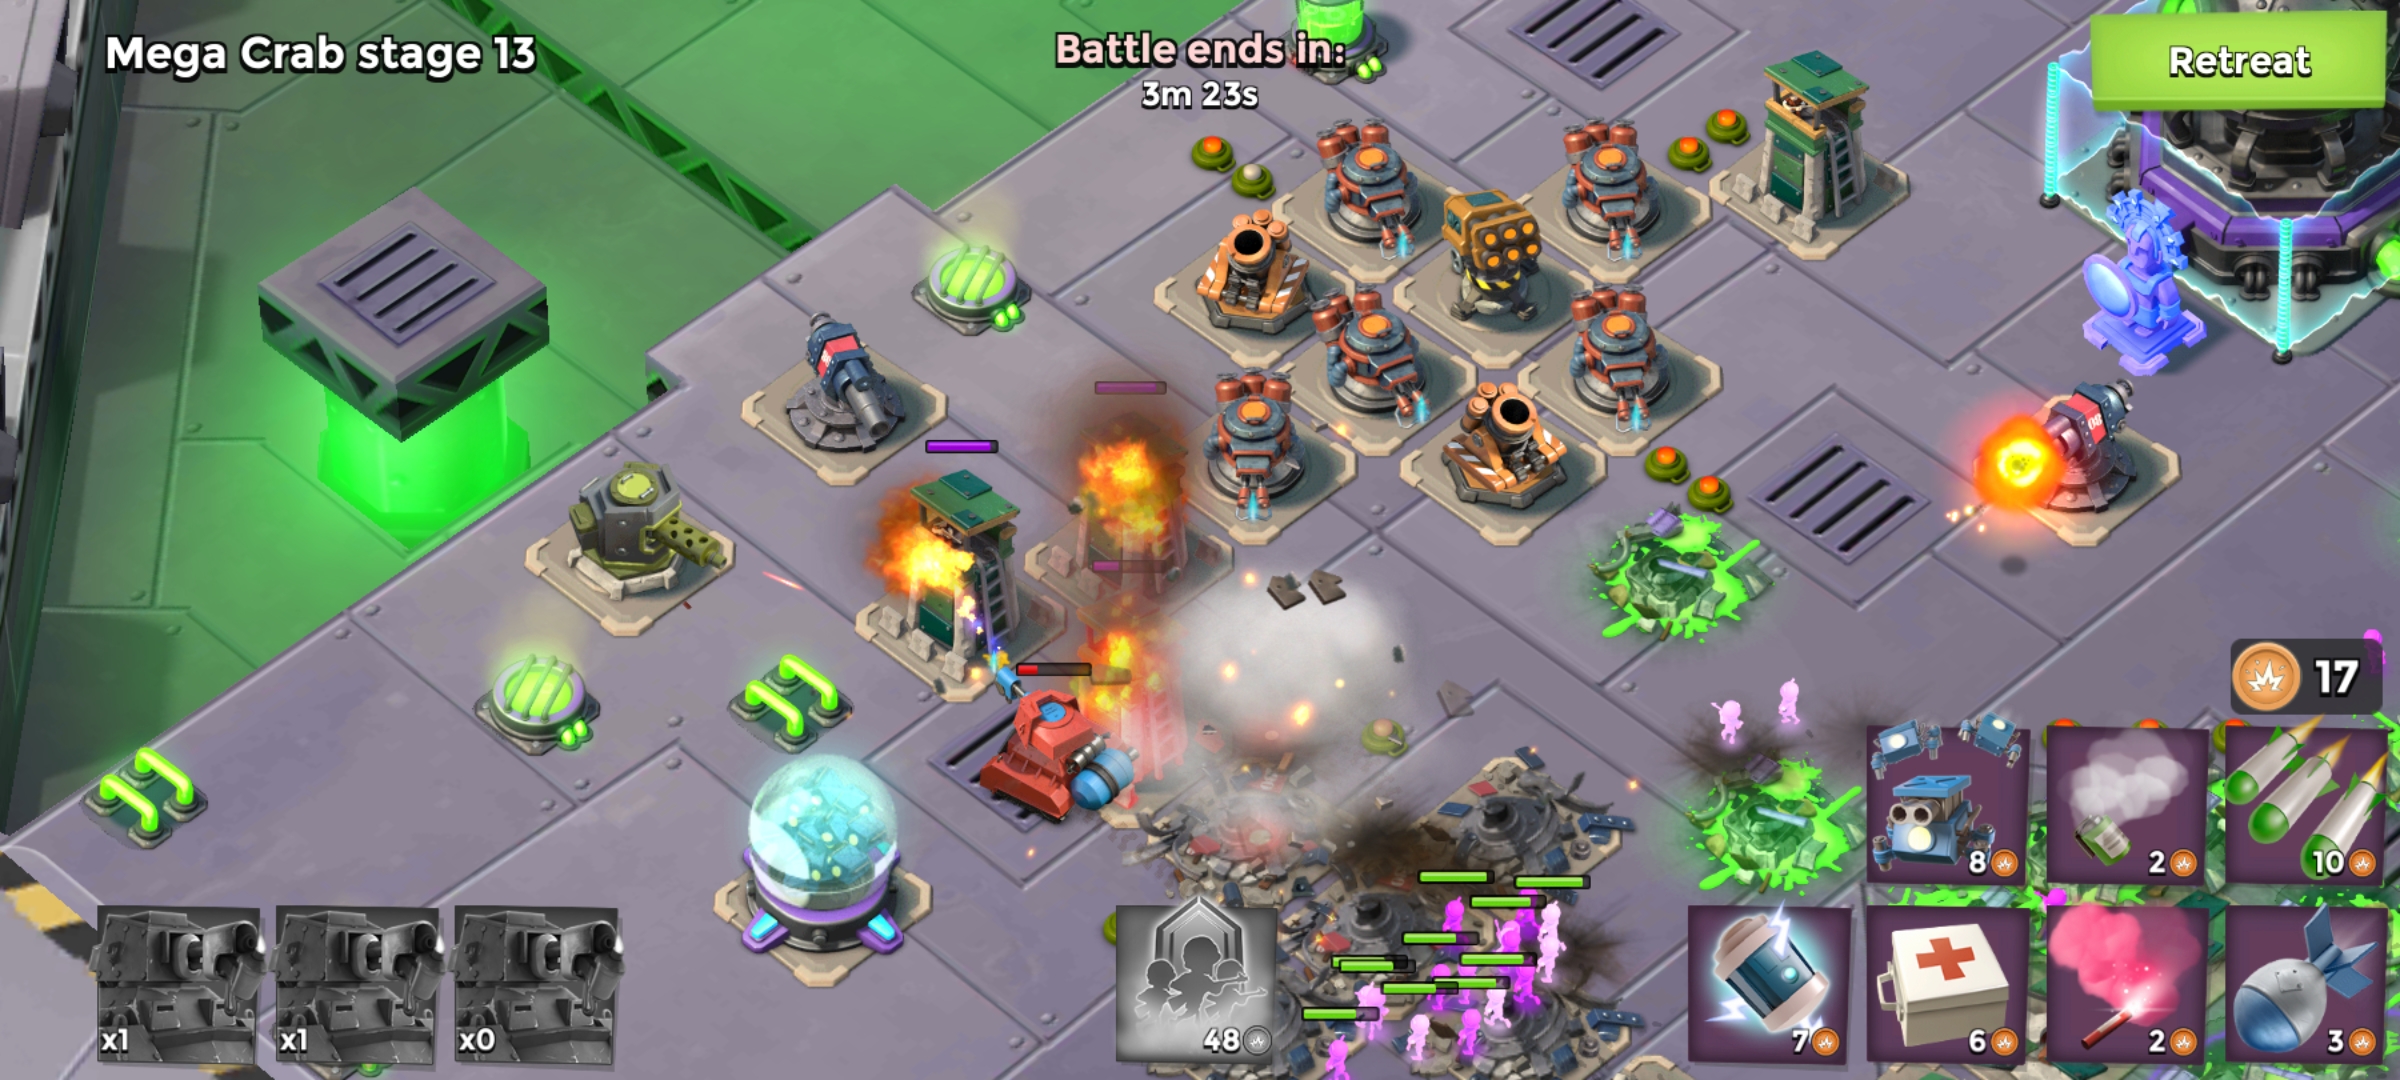 Mega Crab stage 13
Battle ends in:
3m 23s
Retreat
17
8
2
10
x1
x1
x0
48
7
6
2
3